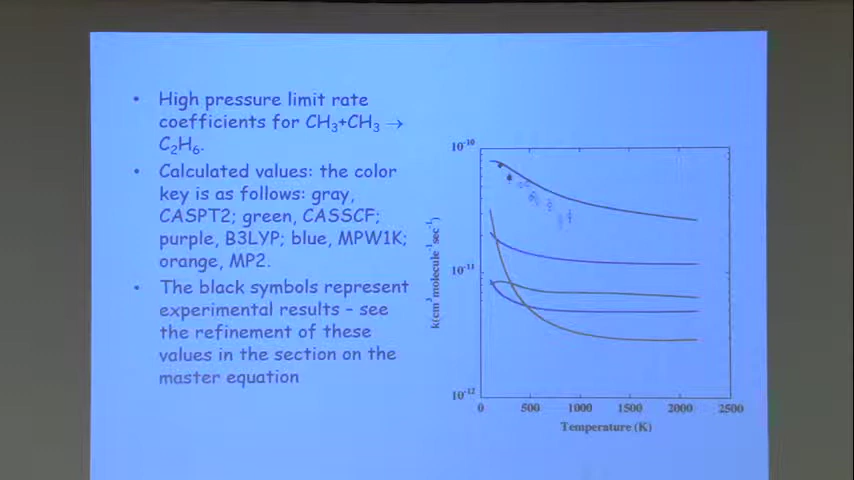 • High pressure limit rate
coefficients for CH₃+CH₃ →
C₂H₆.
• Calculated values: the color
key is as follows: gray,
CASPT2; green, CASSCF;
purple, B3LYP; blue, MPW1K;
orange, MP2.
• The black symbols represent
experimental results – see
the refinement of these
values in the section on the
master equation
10⁻¹⁰
10⁻¹¹
10⁻¹²
k(cm³ molecule⁻¹ sec⁻¹)
0 500 1000 1500 2000 2500
Temperature (K)